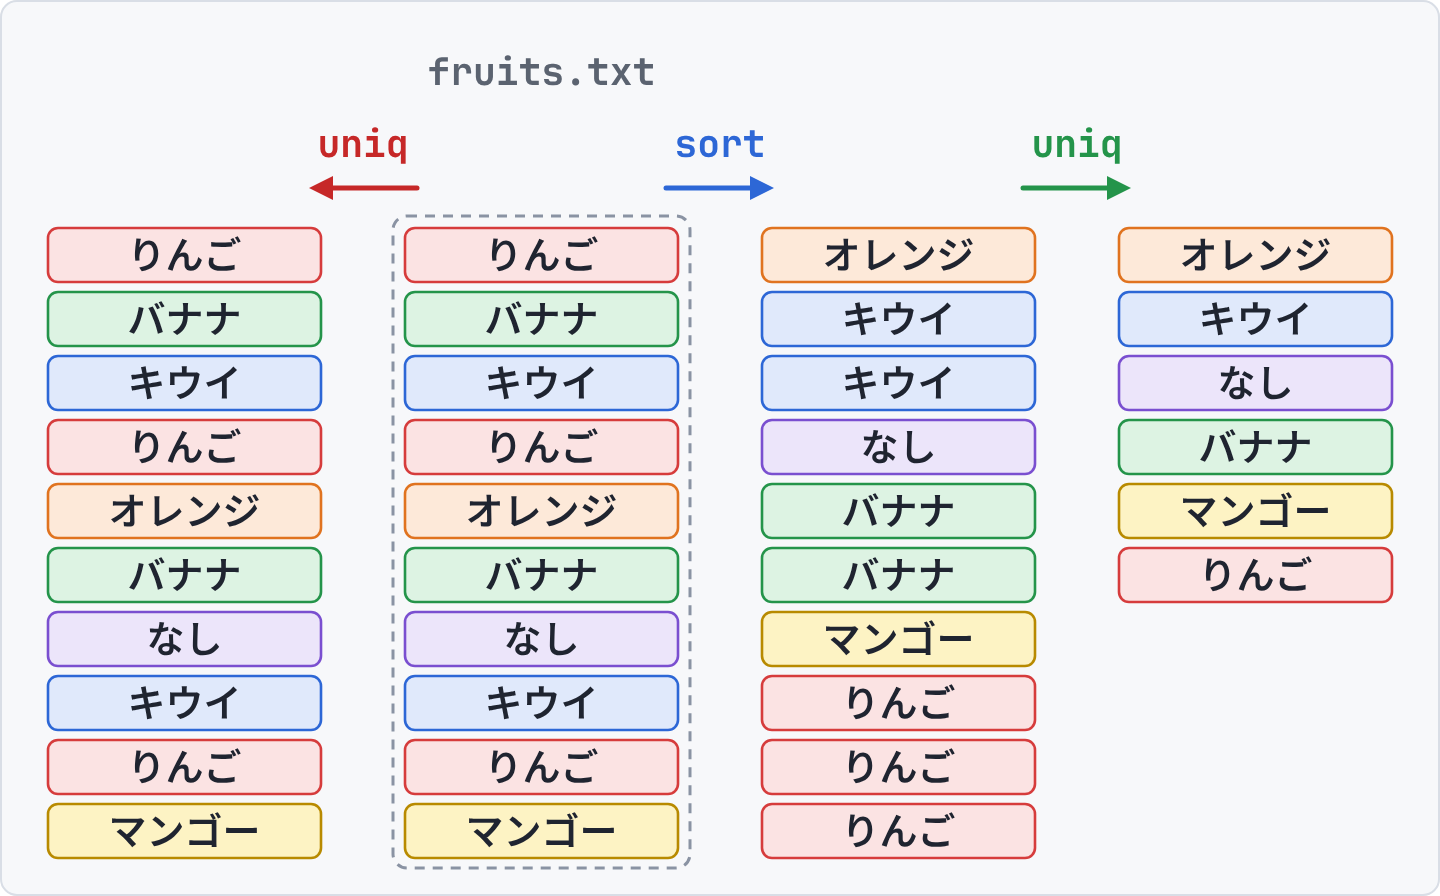 fruits.txt
uniq
sort
uniq
りんご
バナナ
キウイ
りんご
オレンジ
バナナ
なし
キウイ
りんご
マンゴー
りんご
バナナ
キウイ
りんご
オレンジ
バナナ
なし
キウイ
りんご
マンゴー
オレンジ
キウイ
キウイ
なし
バナナ
バナナ
マンゴー
りんご
りんご
りんご
オレンジ
キウイ
なし
バナナ
マンゴー
りんご